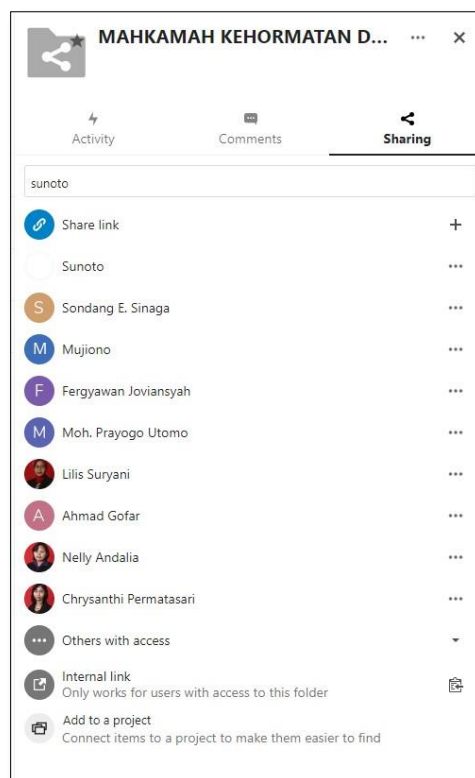 MAHKAMAH KEHORMATAN D...
Activity
Comments
Sharing
sunoto
Share link
Sunoto
S
Sondang E. Sinaga
M
Mujiono
F
Fergyawan Joviansyah
M
Moh. Prayogo Utomo
Lilis Suryani
A
Ahmad Gofar
Nelly Andalia
Chrysanthi Permatasari
Others with access
Internal link
Only works for users with access to this folder
Add to a project
Connect items to a project to make them easier to find